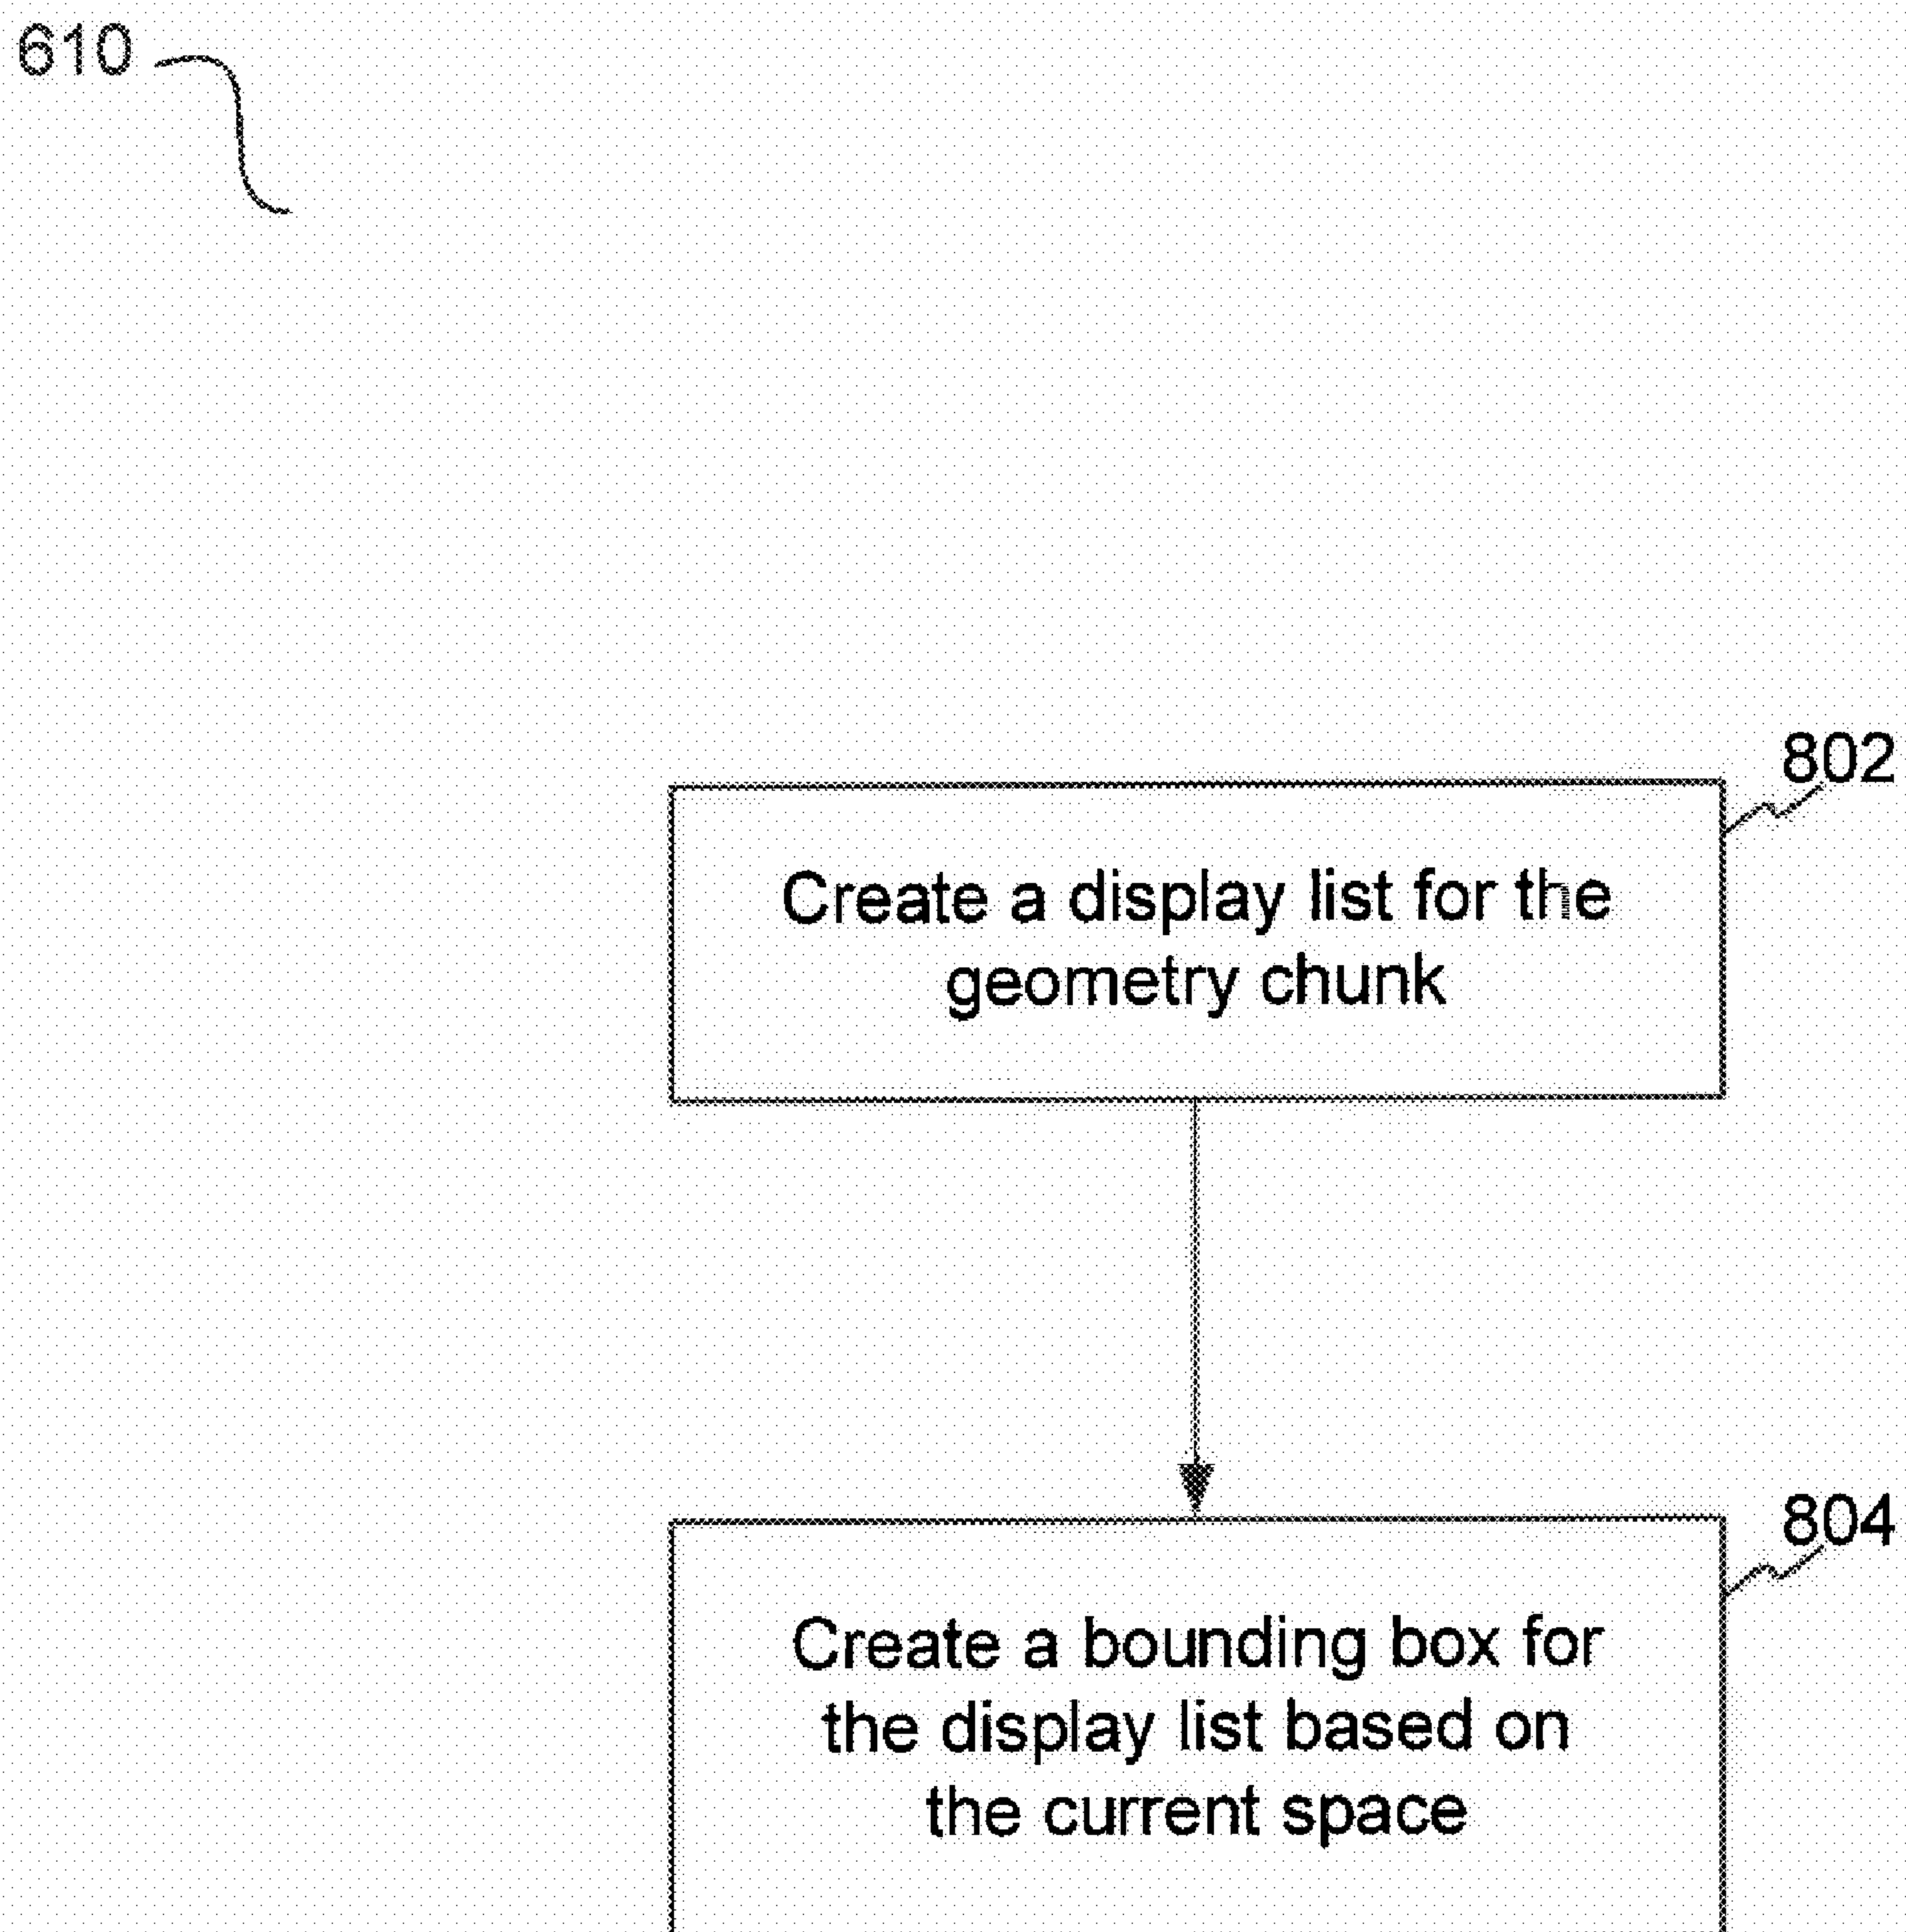 610
802
Create a display list for the
geometry chunk
804
Create a bounding box for
the display list based on
the current space